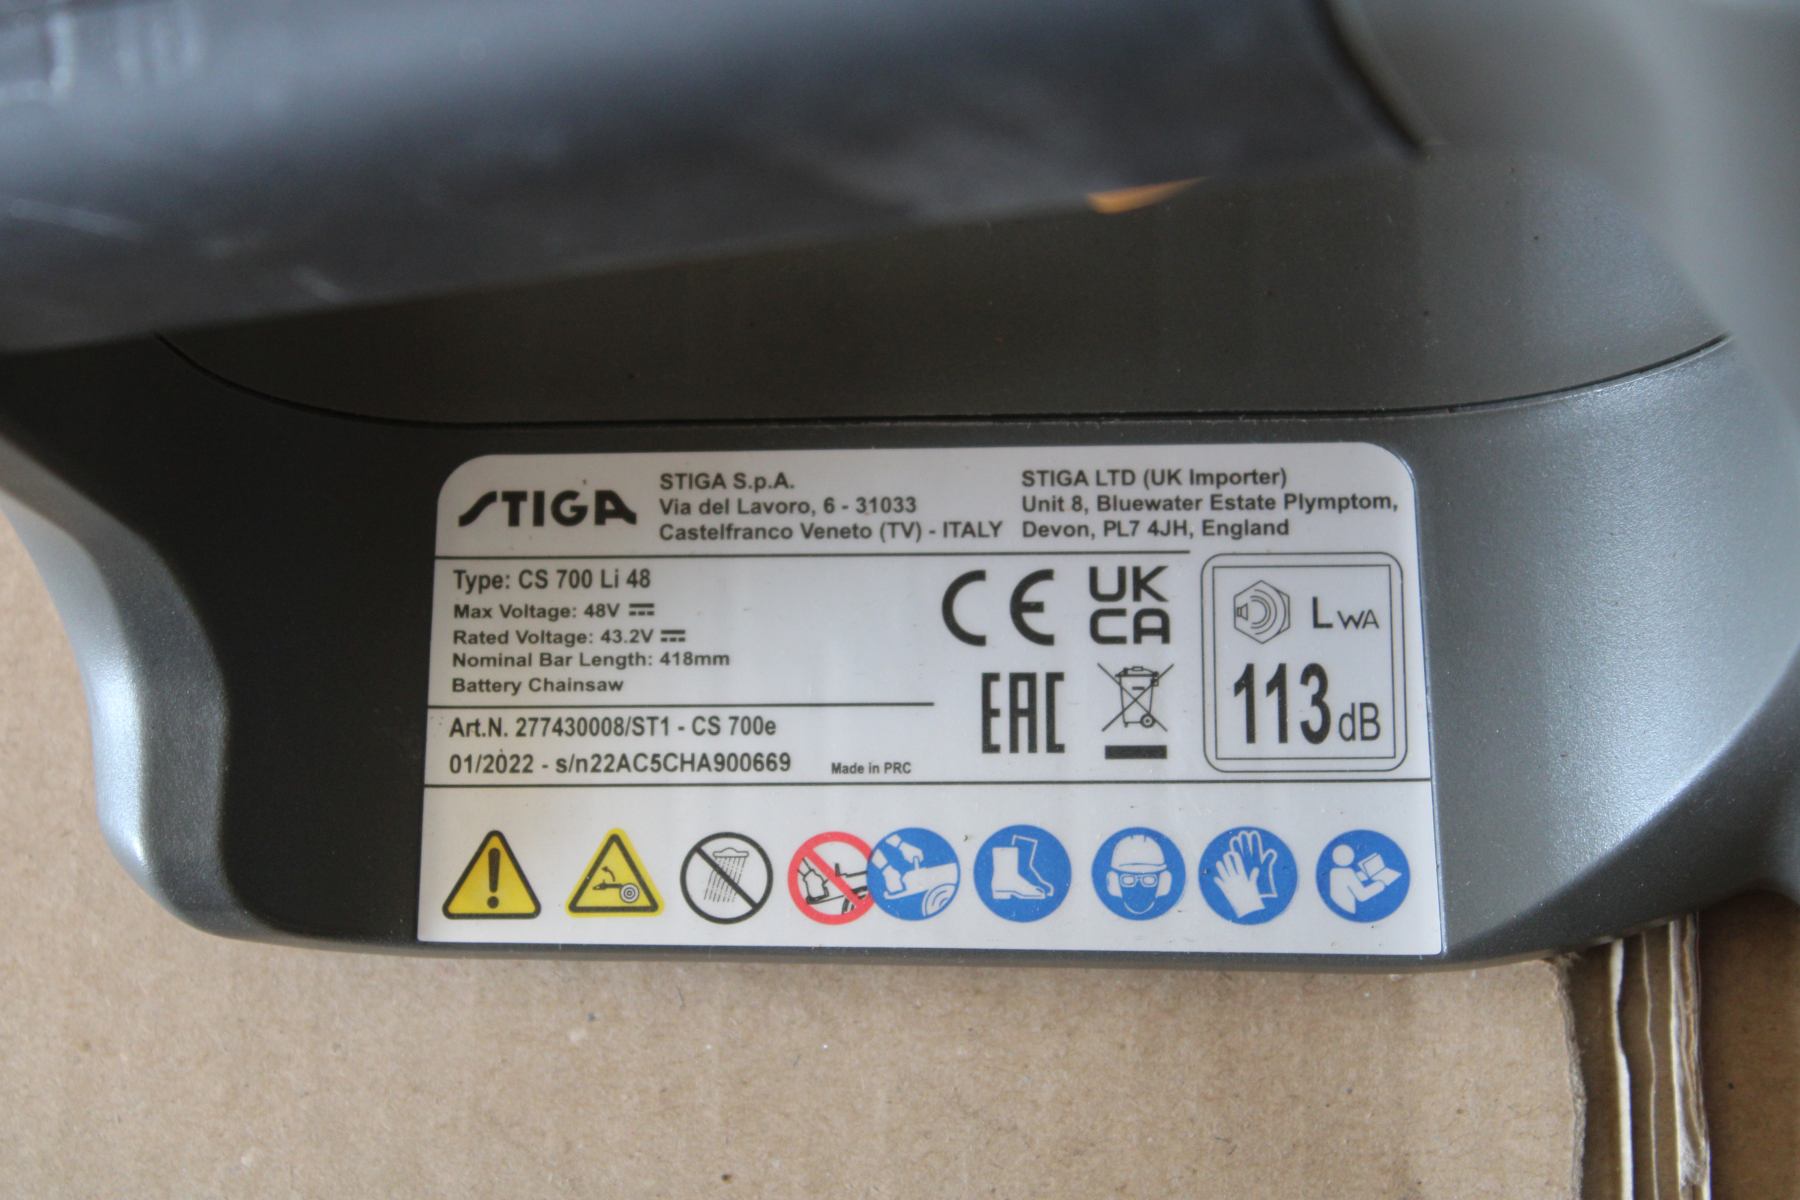 STIGA
STIGA S.p.A.
Via del Lavoro, 6 - 31033
Castelfranco Veneto (TV) - ITALY
STIGA LTD (UK Importer)
Unit 8, Bluewater Estate Plymptom,
Devon, PL7 4JH, England
Type: CS 700 Li 48
Max Voltage: 48V
Rated Voltage: 43.2V
Nominal Bar Length: 418mm
Battery Chainsaw
Art.N. 277430008/ST1 - CS 700e
01/2022 - s/n22AC5CHA900669
Made in PRC
CE
UK
CA
EAC
LWA
113dB